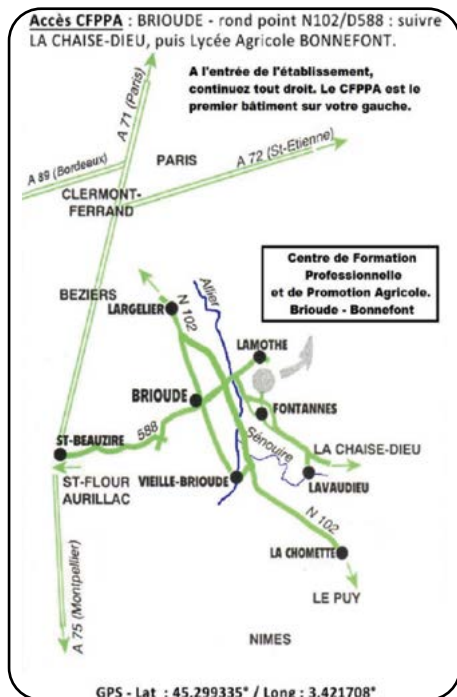 Accès CFPPA : BRIOUDE - rond point N102/D588 : suivre
LA CHAISE-DIEU, puis Lycée Agricole BONNEFONT.
A l'entrée de l'établissement,
continuez tout droit. Le CFPPA est le
premier bâtiment sur votre gauche.
A 71 (Paris)
PARIS
A 72 (St-Etienne)
A 89 (Bordeaux)
CLERMONT-
FERRAND
Centre de Formation
Professionnelle
et de Promotion Agricole.
Brioude - Bonnefont
BEZIERS
LARGELIER
N 102
Allier
LAMOTHE
BRIOUDE
FONTANNES
588
ST-BEAUZIRE
Sénouire
LA CHAISE-DIEU
ST-FLOUR
AURILLAC
VIEILLE-BRIOUDE
LAVAUDIEU
N 102
LA CHOMETTE
A 75 (Montpellier)
LE PUY
NIMES
GPS - Lat : 45.299335° / Long : 3.421708°